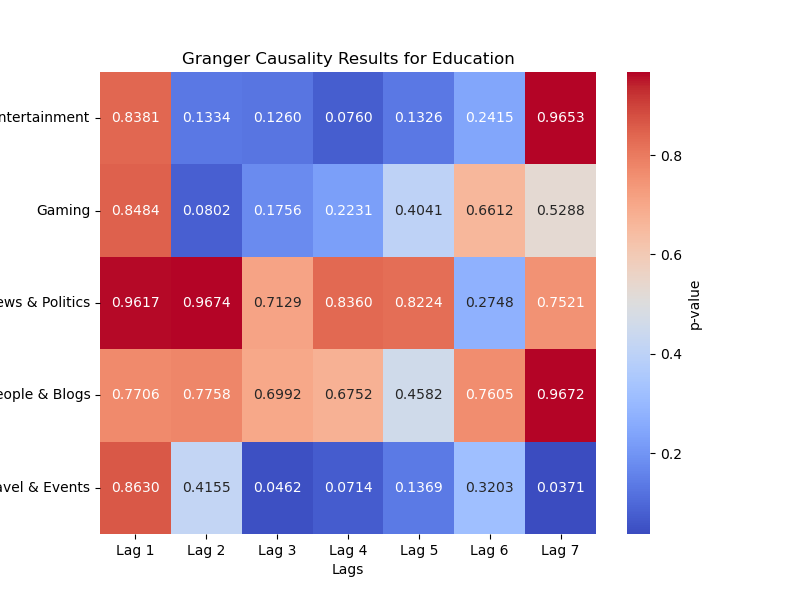 Granger Causality Results for Education
ntertainment 0.8381 0.1334 0.1260 0.0760 0.1326 0.2415 0.9653
Gaming 0.8484 0.0802 0.1756 0.2231 0.4041 0.6612 0.5288
ews & Politics 0.9617 0.9674 0.7129 0.8360 0.8224 0.2748 0.7521
eople & Blogs 0.7706 0.7758 0.6992 0.6752 0.4582 0.7605 0.9672
avel & Events 0.8630 0.4155 0.0462 0.0714 0.1369 0.3203 0.0371
Lag 1 Lag 2 Lag 3 Lag 4 Lag 5 Lag 6 Lag 7
Lags
0.8
0.6
0.4
0.2
p-value